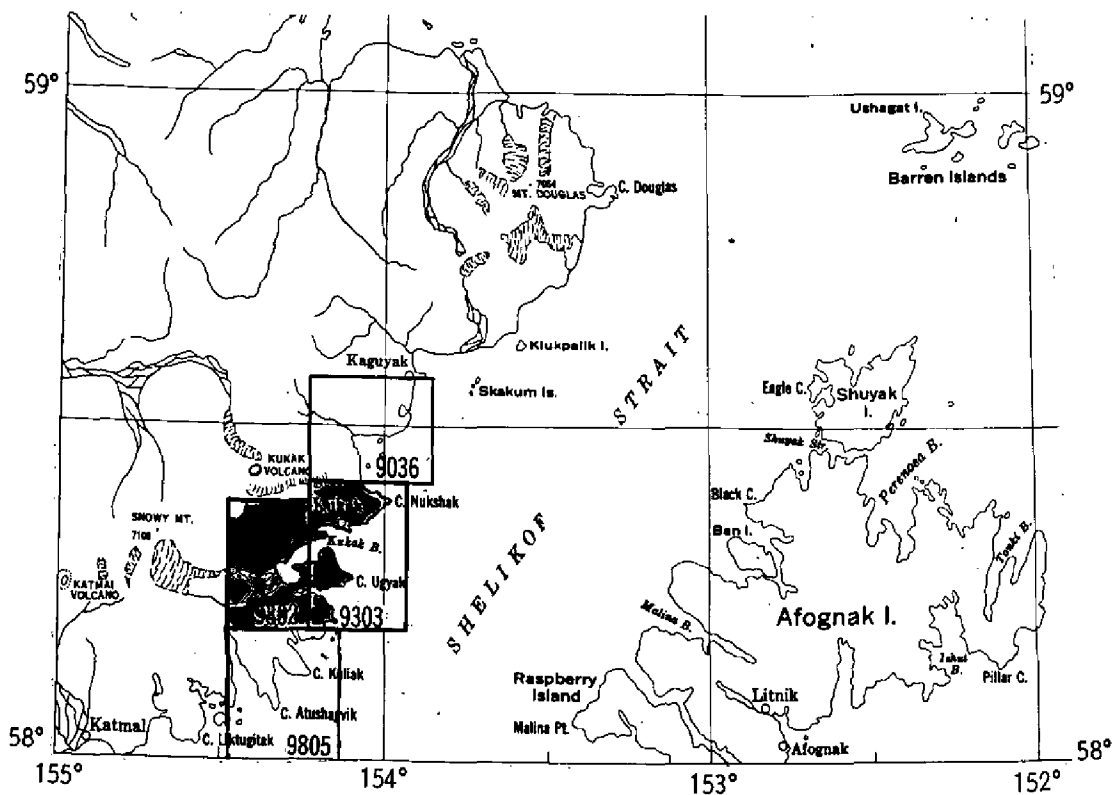 59°
59°
Ushagat I.
Barren Islands
7064
MT. DOUGLAS
C. Douglas
Kiukpalik I.
Kaguyak
Skakum Is.
STRAIT
Eagle C.
Shuyak
I.
Shuyak Str.
Perenosa B.
9036
KUKAK
VOLCANO
C. Nukshak
Black C.
Ban I.
Tonki B.
SNOWY MT.
7108
Kukak B.
C. Ugyak
KATMAI
VOLCANO
SHELIKOF
9303
Malina B.
Afognak I.
C. Kuliak
Raspberry
Island
Izhut
B.
Pillar C.
Litnik
C. Atushagvik
Malina Pt.
Katmai
C. Iktugitak
9805
Afognak
58°
58°
155°
154°
153°
152°